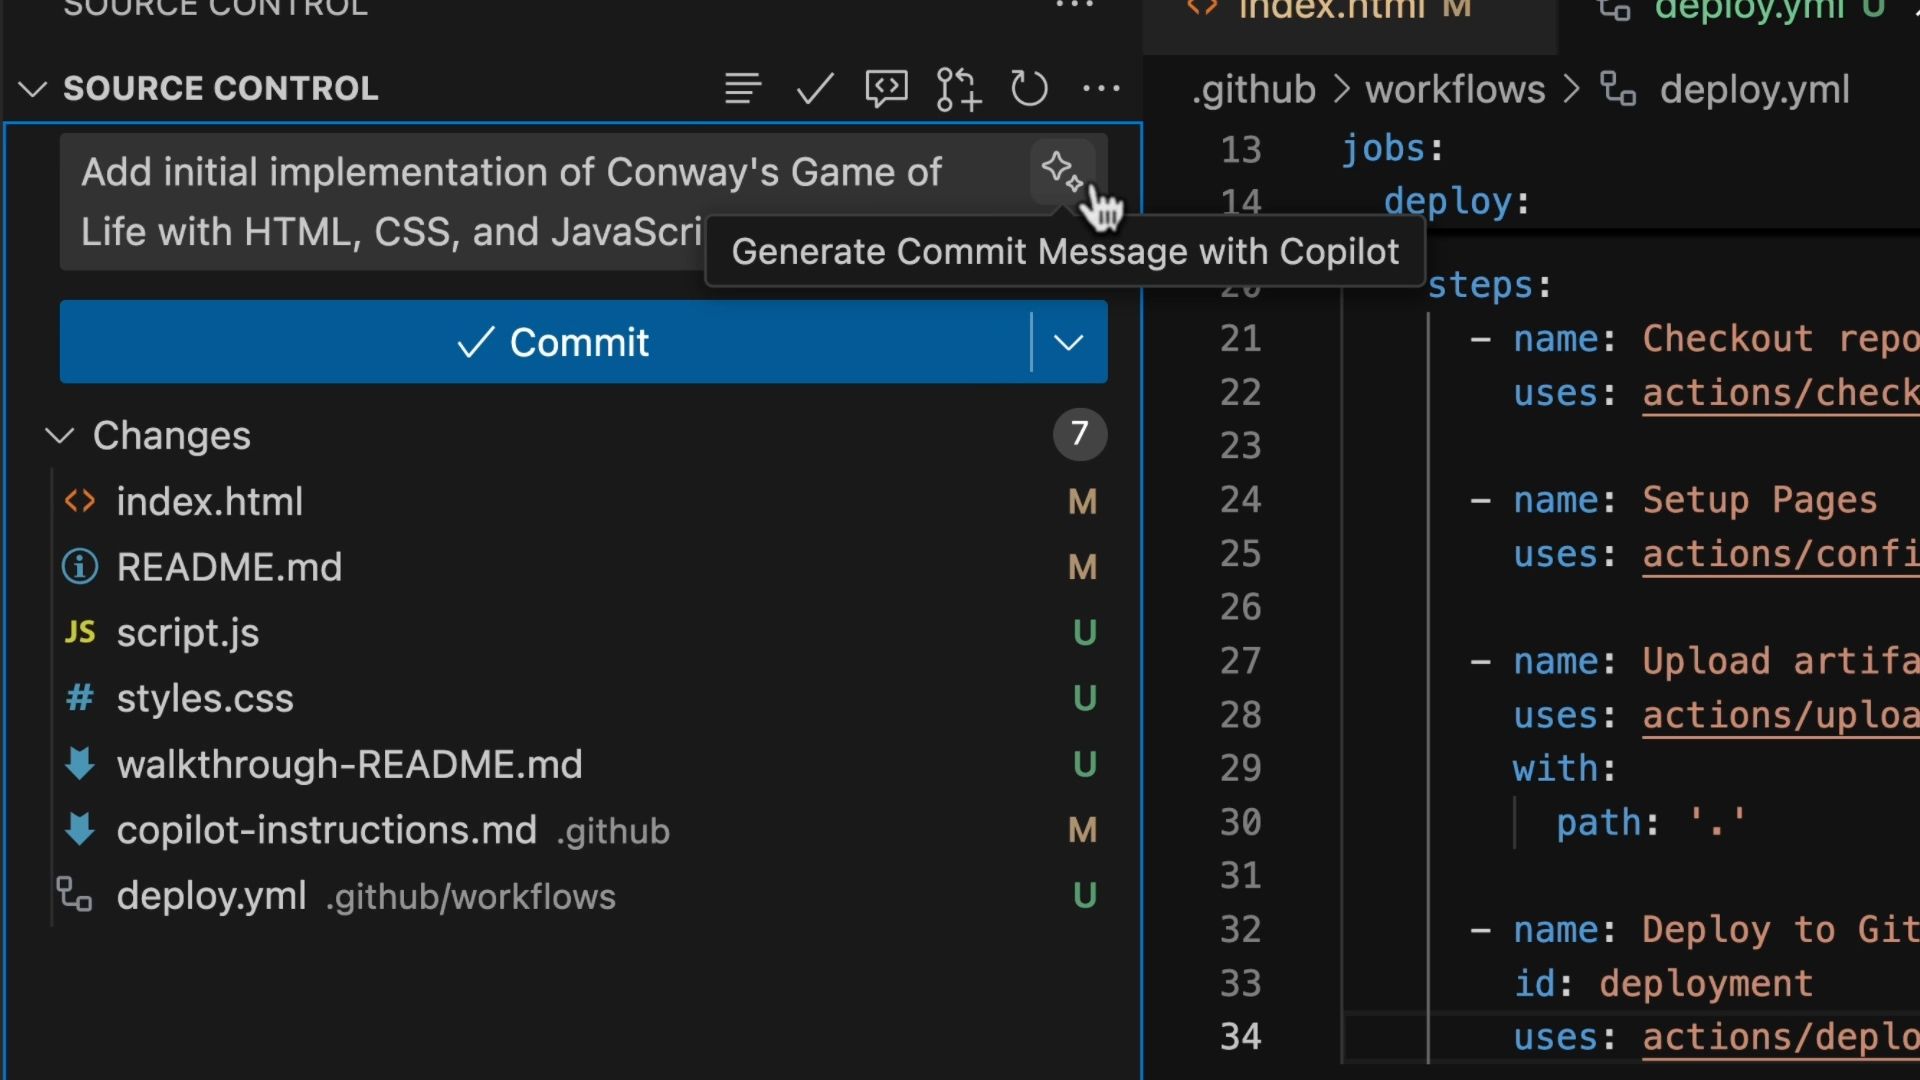 SOURCE CONTROL
...
SOURCE CONTROL
Add initial implementation of Conway's Game of
Life with HTML, CSS, and JavaScri
Generate Commit Message with Copilot
Commit
Changes 7
index.html M
README.md M
JS script.js U
# styles.css U
walkthrough-README.md U
copilot-instructions.md .github M
deploy.yml .github/workflows U
index.html M
deploy.yml U
.github > workflows > deploy.yml
13 jobs:
14 deploy:
20 steps:
21 - name: Checkout repo
22 uses: actions/check
23
24 - name: Setup Pages
25 uses: actions/confi
26
27 - name: Upload artifa
28 uses: actions/uploa
29 with:
30 path: '.'
31
32 - name: Deploy to Git
33 id: deployment
34 uses: actions/deplo